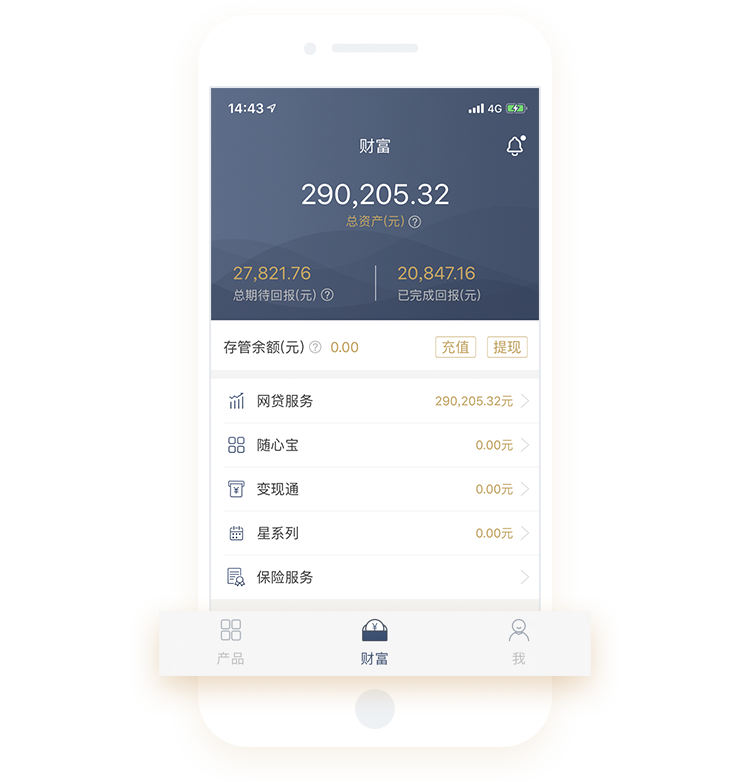 14:43 4G
财富
290,205.32
总资产(元) ?
27,821.76 20,847.16
总期待回报(元) ? 已完成回报(元)
存管余额(元) ? 0.00 充值 提现
网贷服务 290,205.32元
随心宝 0.00元
变现通 0.00元
星系列 0.00元
保险服务
产品 财富 我